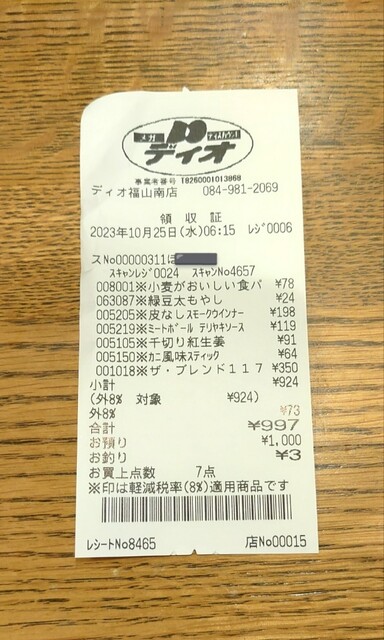 メガ ディスカウント
ディオ
事業者番号 T8260001013868
ディオ福山南店 084-981-2069
領収証
2023年10月25日(水)06:15 レジ0006
スNo00000311ほ
スキャンレジ0024 スキャンNo4657
008001※小麦がおいしい食パ ¥78
063087※緑豆太もやし ¥24
005205※皮なしスモークウインナー ¥198
005219※ミートボール テリヤキソース ¥119
005105※千切り紅生姜 ¥91
005150※カニ風味スティック ¥64
001018※ザ・ブレンド117 ¥350
小計 ¥924
(外8% 対象 ¥924)
外8% ¥73
合計 ¥997
お預り ¥1,000
お釣り ¥3
お買上点数 7点
※印は軽減税率(8%)適用商品です
レシートNo8465 店No00015